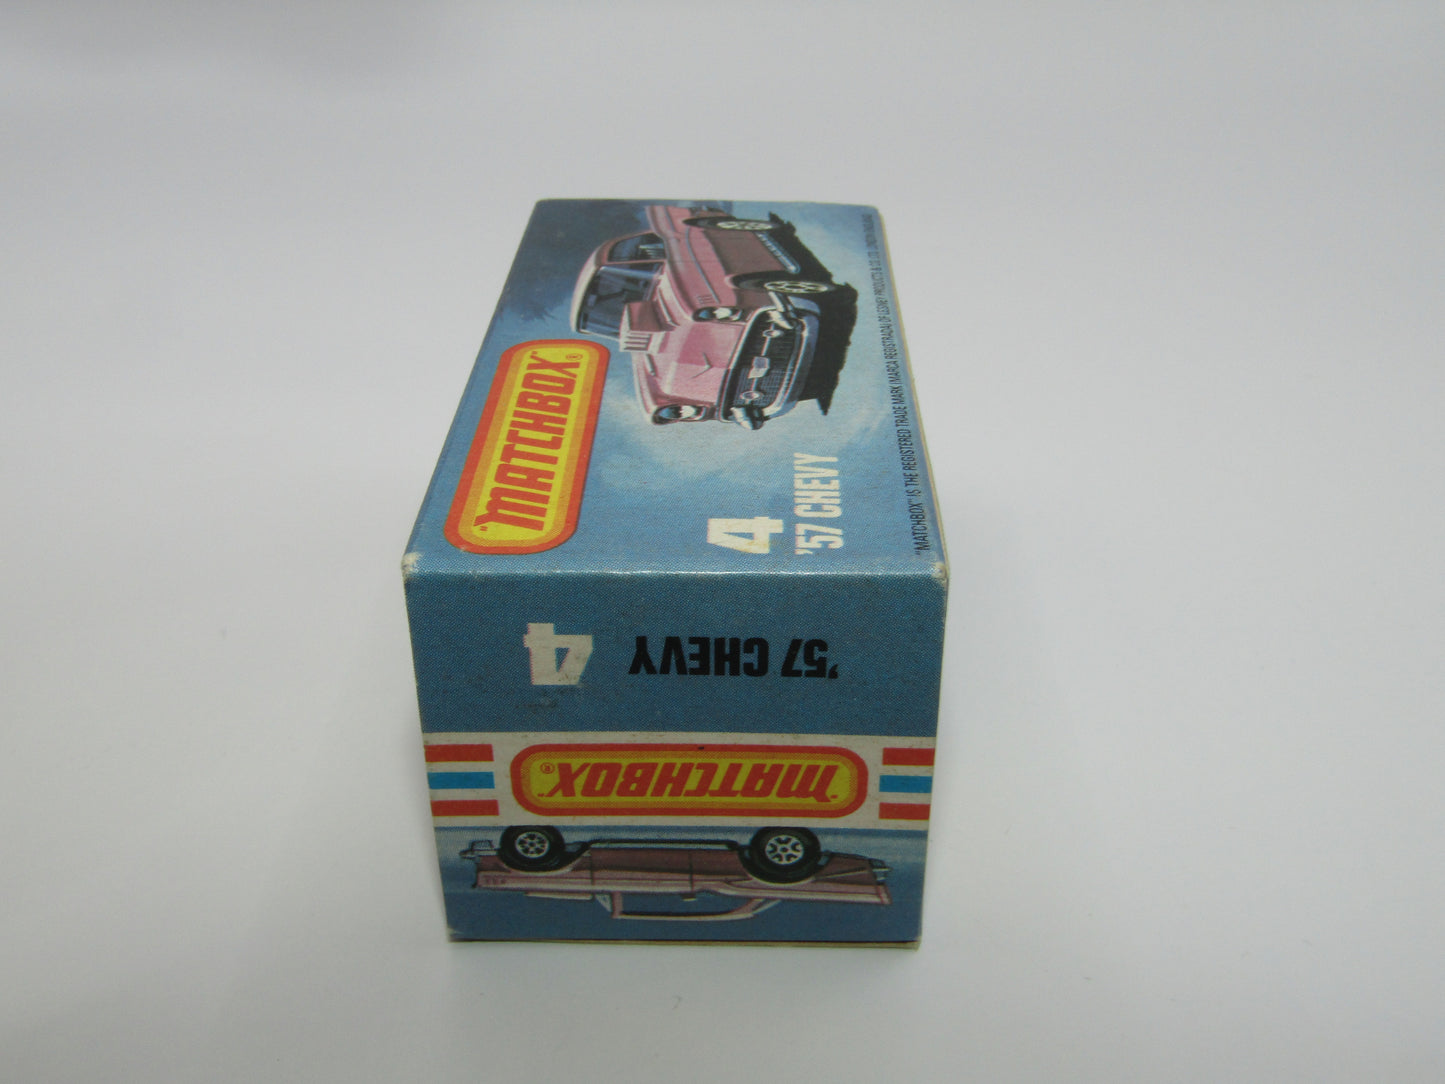 "MATCHBOX"®
4
'57 CHEVY
"MATCHBOX" IS THE REGISTERED TRADE MARK (MARCA REGISTRADA) OF LESNEY PRODUCTS & CO. LTD. LONDON ENGLAND
4
'57 CHEVY
"MATCHBOX"®